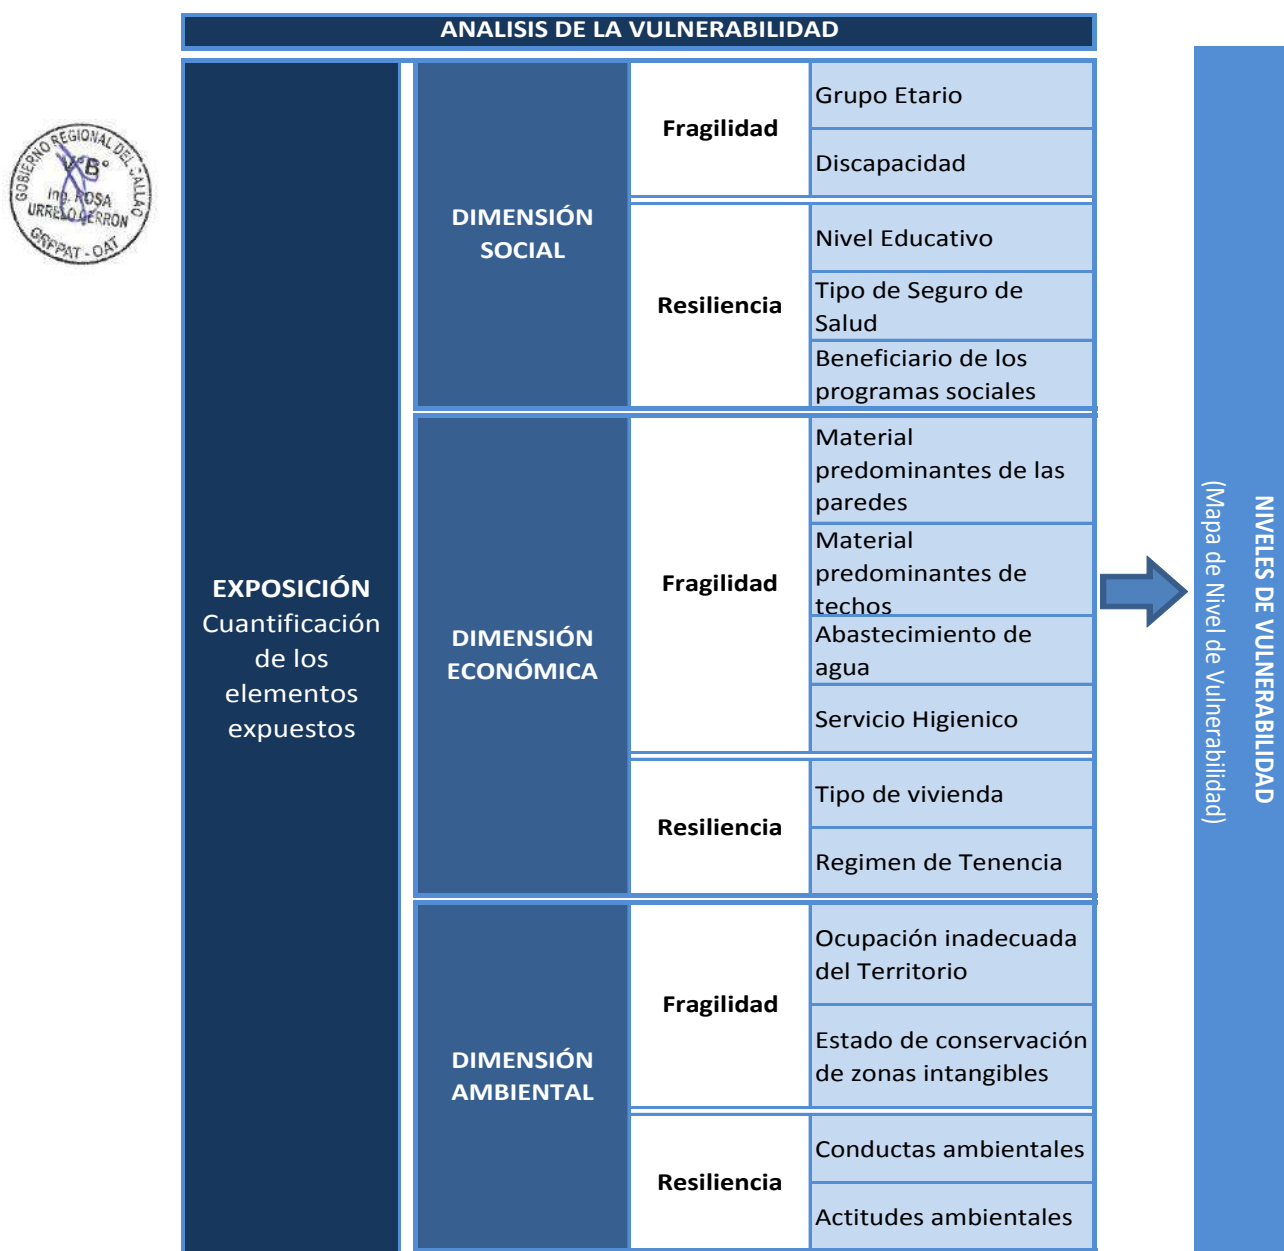 ANALISIS DE LA VULNERABILIDAD
GOBIERNO REGIONAL DEL CALLAO
V°B°
Ing. ROSA
URRELO CERRON
GRPPAT - OAT
EXPOSICIÓN
Cuantificación
de los
elementos
expuestos
DIMENSIÓN
SOCIAL
Fragilidad
Grupo Etario
Discapacidad
Resiliencia
Nivel Educativo
Tipo de Seguro de
Salud
Beneficiario de los
programas sociales
DIMENSIÓN
ECONÓMICA
Fragilidad
Material
predominantes de las
paredes
Material
predominantes de
techos
Abastecimiento de
agua
Servicio Higienico
Resiliencia
Tipo de vivienda
Regimen de Tenencia
DIMENSIÓN
AMBIENTAL
Fragilidad
Ocupación inadecuada
del Territorio
Estado de conservación
de zonas intangibles
Resiliencia
Conductas ambientales
Actitudes ambientales
NIVELES DE VULNERABILIDAD
(Mapa de Nivel de Vulnerabilidad)